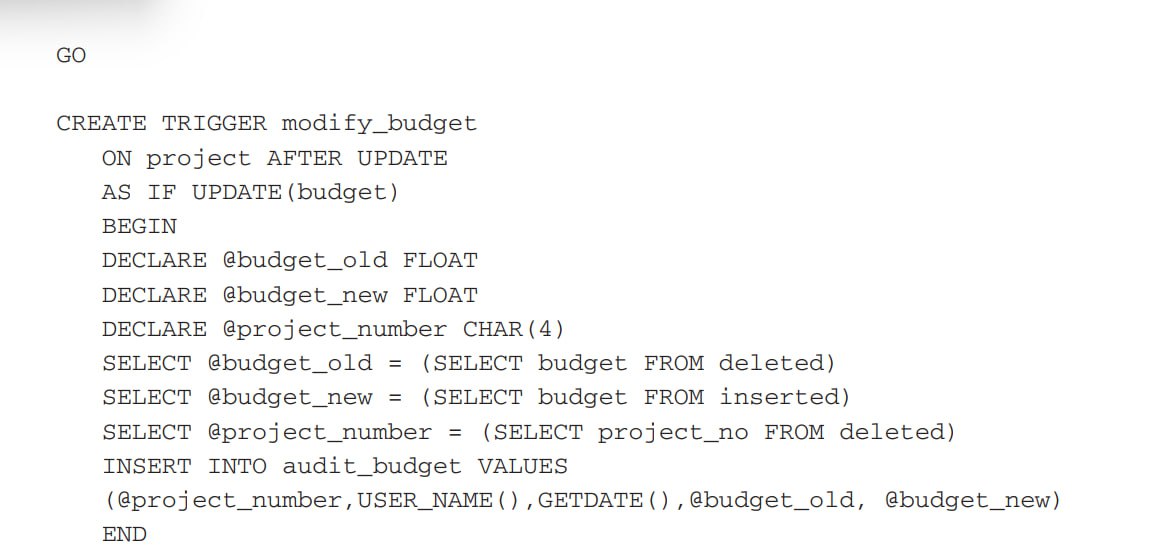 GO
CREATE TRIGGER modify_budget
ON project AFTER UPDATE
AS IF UPDATE(budget)
BEGIN
DECLARE @budget_old FLOAT
DECLARE @budget_new FLOAT
DECLARE @project_number CHAR(4)
SELECT @budget_old = (SELECT budget FROM deleted)
SELECT @budget_new = (SELECT budget FROM inserted)
SELECT @project_number = (SELECT project_no FROM deleted)
INSERT INTO audit_budget VALUES
(@project_number,USER_NAME(),GETDATE(),@budget_old, @budget_new)
END